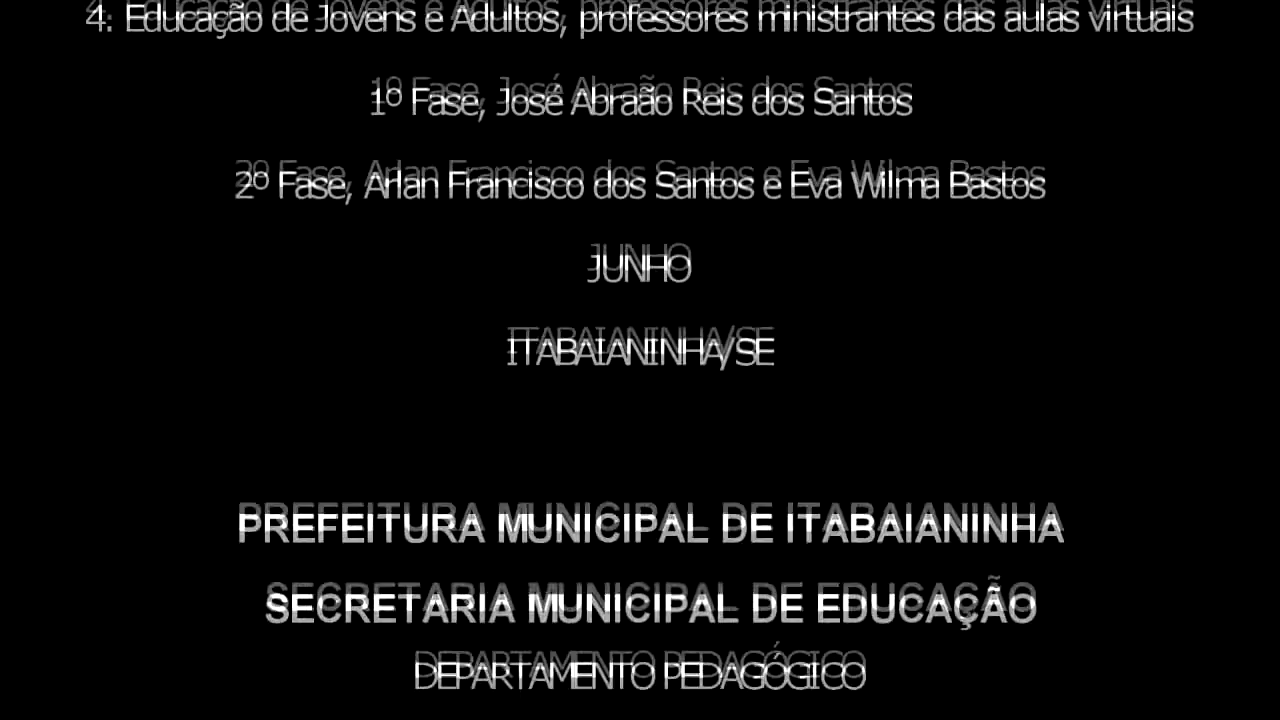 4. Educação de Jovens e Adultos, professores ministrantes das aulas virtuais
1º Fase, José Abraão Reis dos Santos
2º Fase, Arlan Francisco dos Santos e Eva Wilma Bastos
JUNHO
ITABAIANINHA/SE
PREFEITURA MUNICIPAL DE ITABAIANINHA
SECRETARIA MUNICIPAL DE EDUCAÇÃO
DEPARTAMENTO PEDAGÓGICO